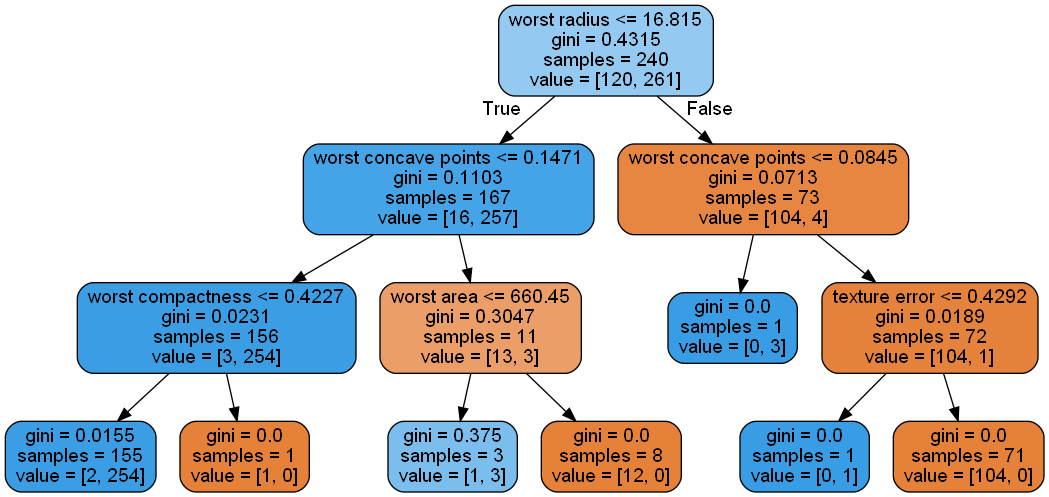 worst radius <= 16.815
gini = 0.4315
samples = 240
value = [120, 261]
True
False
worst concave points <= 0.1471
gini = 0.1103
samples = 167
value = [16, 257]
worst concave points <= 0.0845
gini = 0.0713
samples = 73
value = [104, 4]
worst compactness <= 0.4227
gini = 0.0231
samples = 156
value = [3, 254]
worst area <= 660.45
gini = 0.3047
samples = 11
value = [13, 3]
gini = 0.0
samples = 1
value = [0, 3]
texture error <= 0.4292
gini = 0.0189
samples = 72
value = [104, 1]
gini = 0.0155
samples = 155
value = [2, 254]
gini = 0.0
samples = 1
value = [1, 0]
gini = 0.375
samples = 3
value = [1, 3]
gini = 0.0
samples = 8
value = [12, 0]
gini = 0.0
samples = 1
value = [0, 1]
gini = 0.0
samples = 71
value = [104, 0]